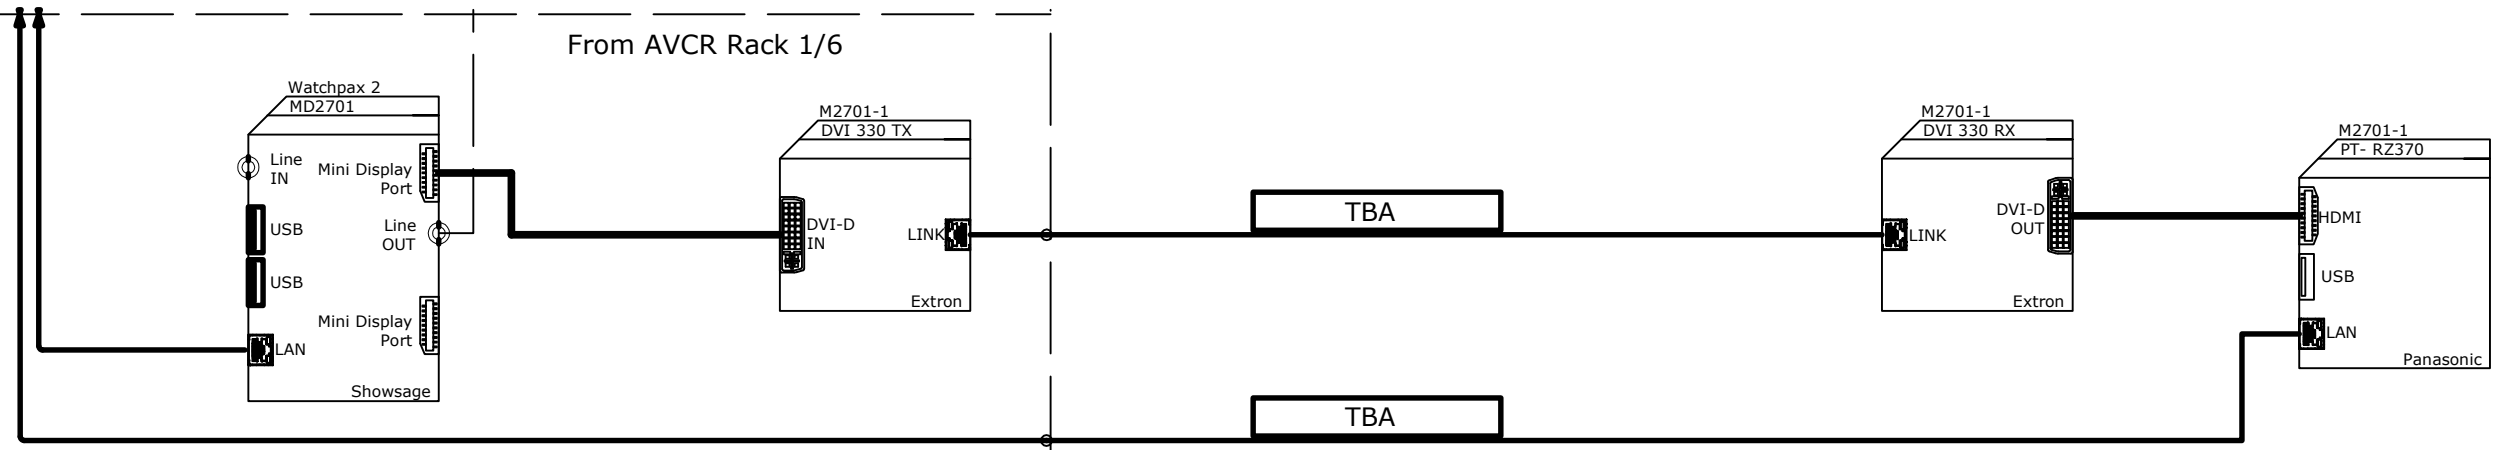 From AVCR Rack 1/6
Watchpax 2
MD2701
Line
IN
Mini Display
Port
USB
Line
OUT
USB
Mini Display
Port
LAN
Showsage
M2701-1
DVI 330 TX
DVI-D
IN
LINK
Extron
TBA
TBA
M2701-1
DVI 330 RX
DVI-D
OUT
LINK
Extron
M2701-1
PT- RZ370
HDMI
USB
LAN
Panasonic